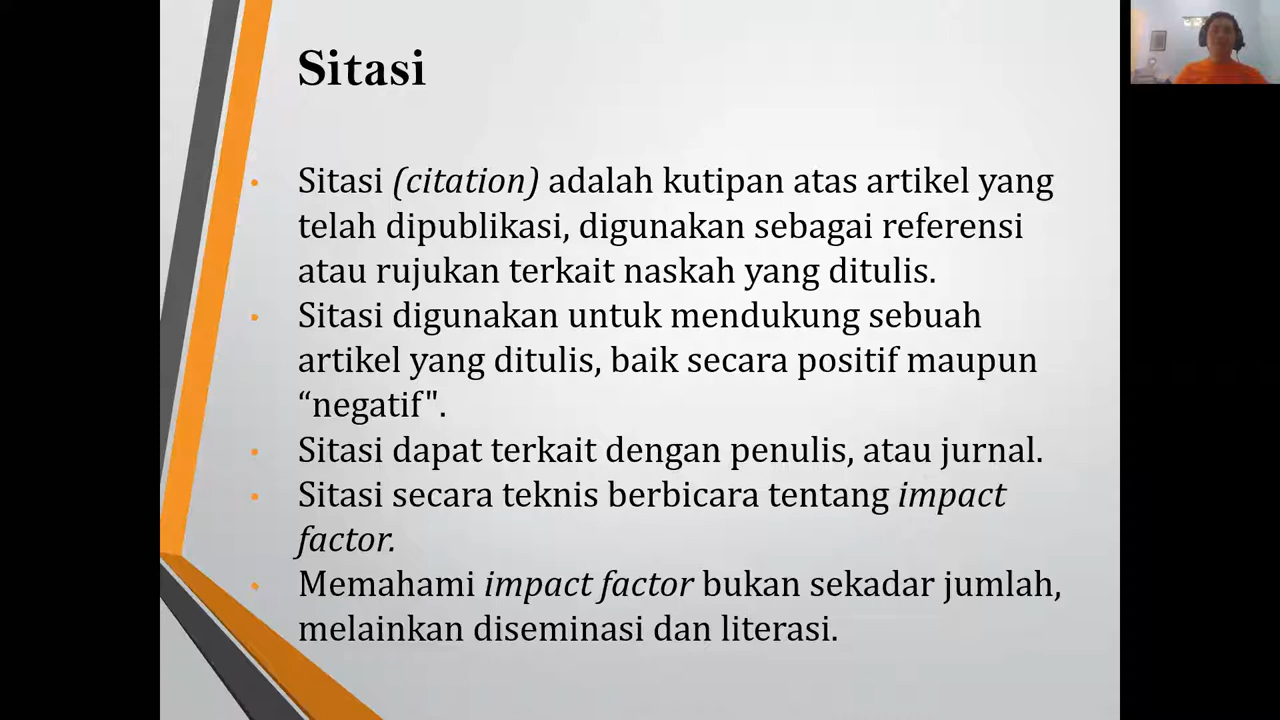 Sitasi
• Sitasi (citation) adalah kutipan atas artikel yang
telah dipublikasi, digunakan sebagai referensi
atau rujukan terkait naskah yang ditulis.
• Sitasi digunakan untuk mendukung sebuah
artikel yang ditulis, baik secara positif maupun
“negatif".
• Sitasi dapat terkait dengan penulis, atau jurnal.
• Sitasi secara teknis berbicara tentang impact
factor.
• Memahami impact factor bukan sekadar jumlah,
melainkan diseminasi dan literasi.